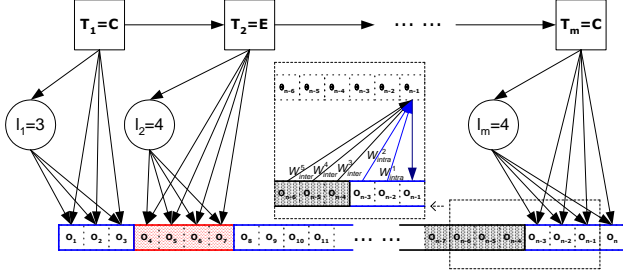 T1=C T2=E ... ... Tm=C
θn-6 θn-5 θn-4 θn-3 θn-2 θn-1
l1=3 l2=4 lm=4
W5inter W4inter W3inter W2intra W1intra
On-6 On-5 On-4 On-3 On-2 On-1
O1 O2 O3 O4 O5 O6 O7 O8 O9 O10 O11 ... ... On-7 On-6 On-5 On-4 On-3 On-2 On-1 On